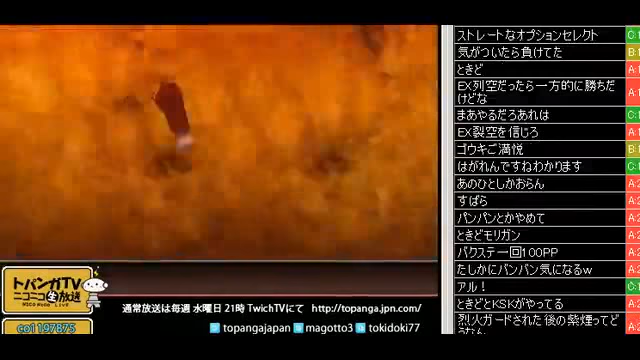 ストレートなオプションセレクト
気がついたら負けてた
ときど
EX列空だったら一方的に勝ちだ
けどな
まあやるだろあれは
EX裂空を信じろ
ゴウキご満悦
はがれんですねわかります
あのひとしかおらん
すばら
パンパンとかやめて
ときどモリガン
バクステ一回100PP
たしかにパンパン気になるw
アル！
ときどとKSKがやってる
烈火ガードされた後の紫煙ってど
うなん
トパンガTV
ニコニコ生放送
NICO NAMA LIVE
co1197875
通常放送は毎週 水曜日 21時 TwichTVにて http://topanga.jpn.com/
topangajapan
magotto3
tokidoki77